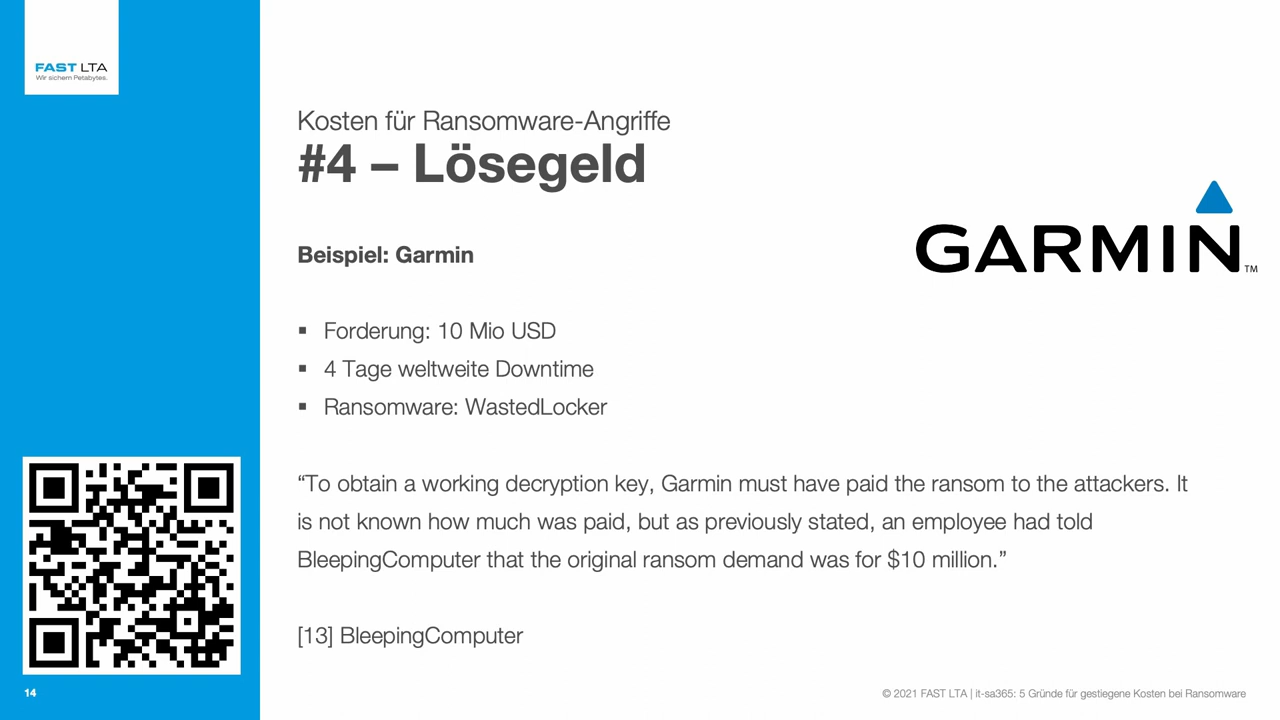 FAST LTA
Wir sichern Petabytes.
Kosten für Ransomware-Angriffe
#4 – Lösegeld
GARMIN™
Beispiel: Garmin
▪ Forderung: 10 Mio USD
▪ 4 Tage weltweite Downtime
▪ Ransomware: WastedLocker
“To obtain a working decryption key, Garmin must have paid the ransom to the attackers. It
is not known how much was paid, but as previously stated, an employee had told
BleepingComputer that the original ransom demand was for $10 million.”
[13] BleepingComputer
14
© 2021 FAST LTA | it-sa365: 5 Gründe für gestiegene Kosten bei Ransomware